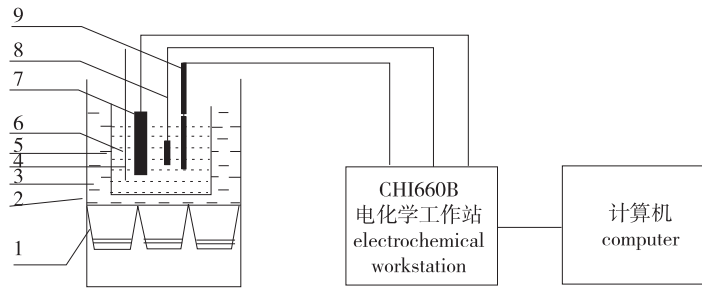 9
8
7
6
5
4
3
2
1
CHI660B
电化学工作站
electrochemical
workstation
计算机
computer